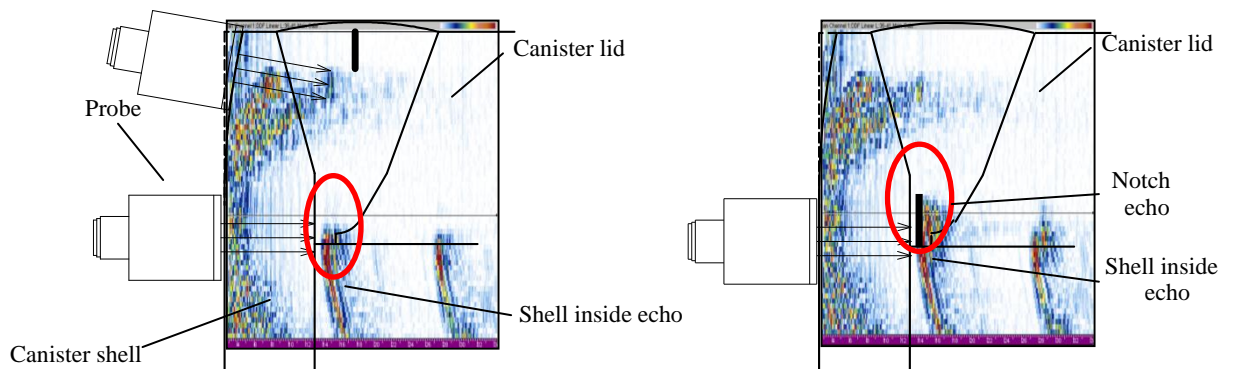 Canister lid
Probe
Shell inside echo
Canister shell
Canister lid
Notch
echo
Shell inside
echo